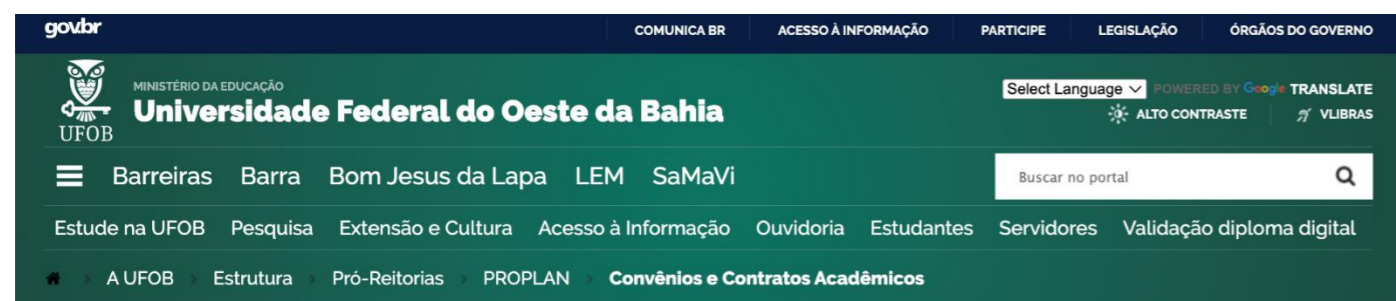 gov.br COMUNICA BR ACESSO À INFORMAÇÃO PARTICIPE LEGISLAÇÃO ÓRGÃOS DO GOVERNO
MINISTÉRIO DA EDUCAÇÃO
Universidade Federal do Oeste da Bahia
UFOB
Select Language POWERED BY Google TRANSLATE
ALTO CONTRASTE VLIBRAS
Barreiras Barra Bom Jesus da Lapa LEM SaMaVi Buscar no portal
Estude na UFOB Pesquisa Extensão e Cultura Acesso à Informação Ouvidoria Estudantes Servidores Validação diploma digital
A UFOB Estrutura Pró-Reitorias PROPLAN Convênios e Contratos Acadêmicos